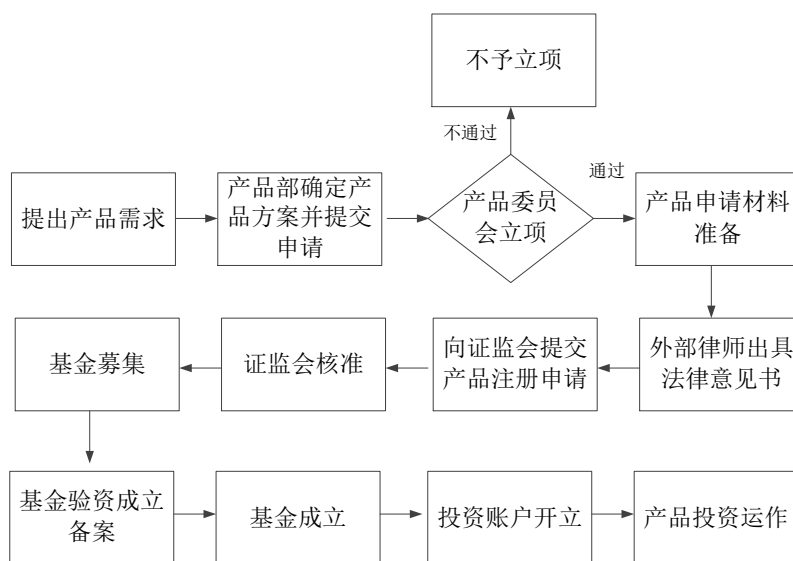 不予立项
不通过
提出产品需求
产品部确定产
品方案并提交
申请
产品委员
会立项
通过
产品申请材料
准备
外部律师出具
法律意见书
向证监会提交
产品注册申请
证监会核准
基金募集
基金验资成立
备案
基金成立
投资账户开立
产品投资运作